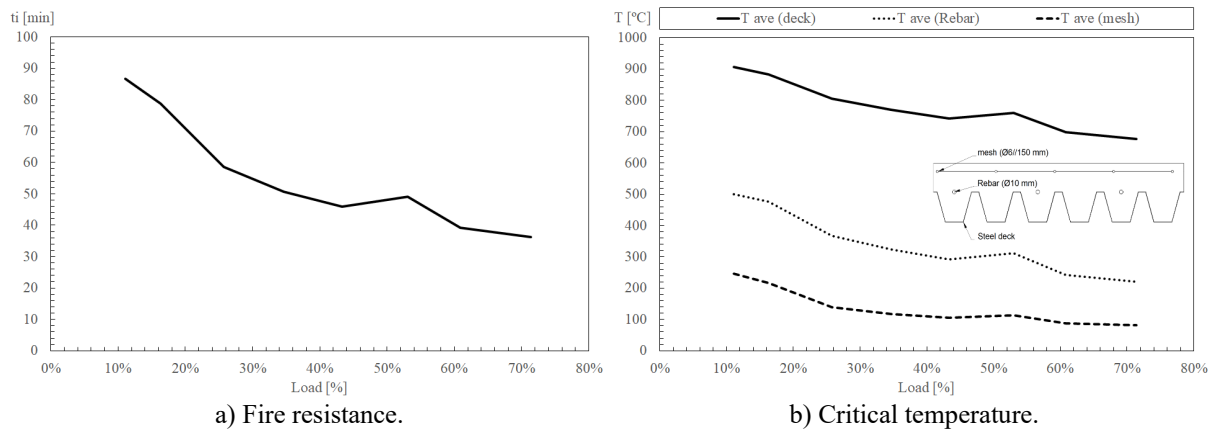 ti [min]
100
90
80
70
60
50
40
30
20
10
0
0% 10% 20% 30% 40% 50% 60% 70% 80%
Load [%]
a) Fire resistance.
T [ºC]
T ave (deck) T ave (Rebar) T ave (mesh)
1000
900
800
700
600
500
400
300
200
100
0
mesh (Ø6//150 mm)
Rebar (Ø10 mm)
Steel deck
0% 10% 20% 30% 40% 50% 60% 70% 80%
Load [%]
b) Critical temperature.